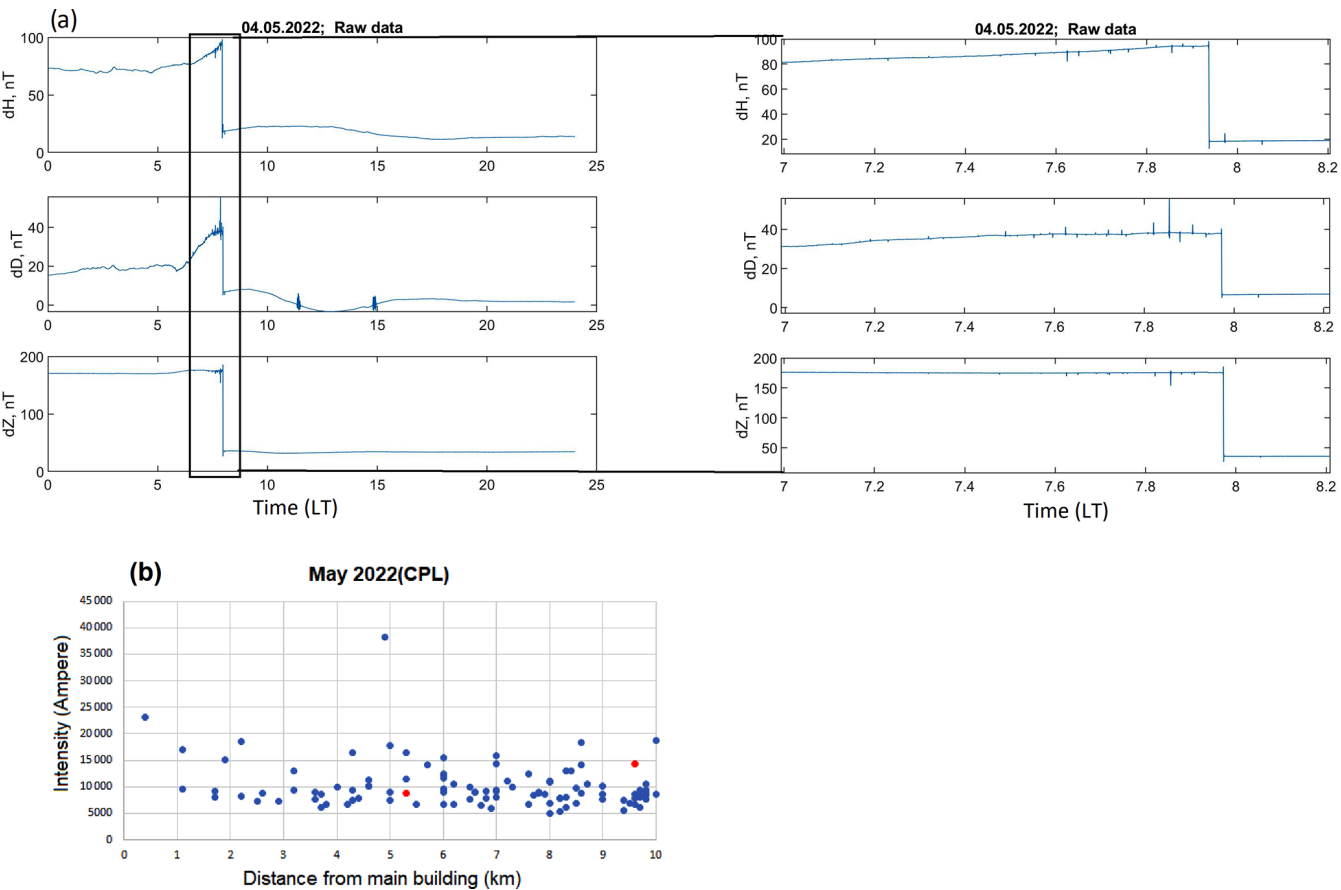 (a)
04.05.2022; Raw data
04.05.2022; Raw data
dH, nT
100
50
0
0 5 10 15 20 25
dH, nT
80
60
40
20
7 7.2 7.4 7.6 7.8 8 8.2
dD, nT
40
20
0
0 5 10 15 20 25
dD, nT
40
20
0
7 7.2 7.4 7.6 7.8 8 8.2
dZ, nT
200
100
0
0 5 10 15 20 25
Time (LT)
dZ, nT
200
150
100
50
7 7.2 7.4 7.6 7.8 8 8.2
Time (LT)
(b)
May 2022(CPL)
Intensity (Ampere)
45 000
40 000
35 000
30 000
25 000
20 000
15 000
10 000
5000
0
0 1 2 3 4 5 6 7 8 9 10
Distance from main building (km)